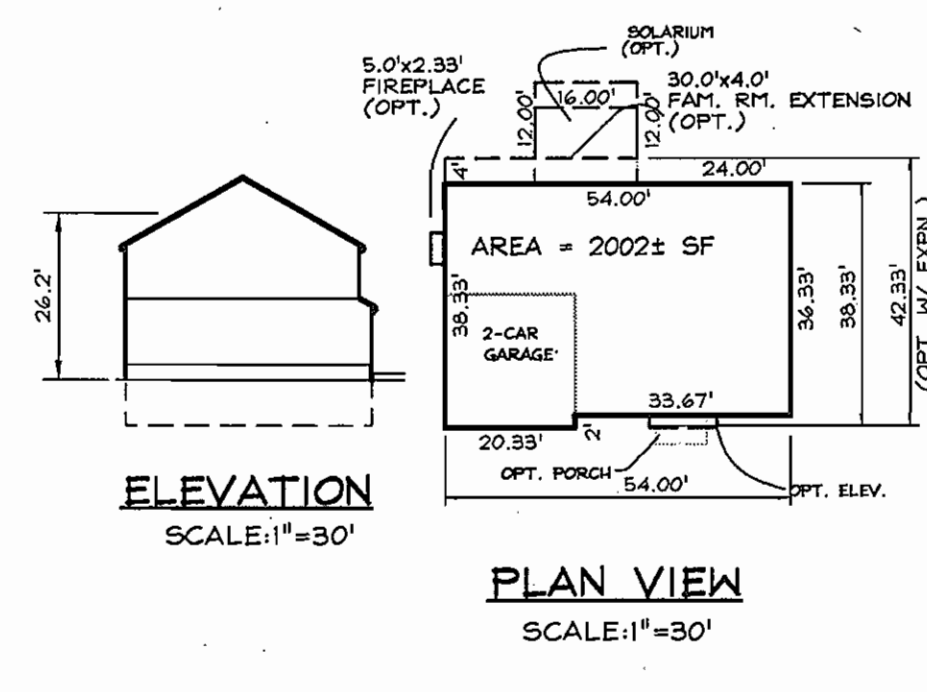 SOLARIUM
(OPT.)
5.0'x2.33'
FIREPLACE
(OPT.)
30.0'x4.0'
FAM. RM. EXTENSION
(OPT.)
16.00'
12.00'
12.00'
4'
24.00'
54.00'
AREA = 2002± SF
26.2'
38.33'
2-CAR
GARAGE
36.33'
38.33'
42.33'
(OPT. W/ EXPN.)
33.67'
20.33'
2'
OPT. PORCH
54.00'
OPT. ELEV.
ELEVATION
SCALE:1"=30'
PLAN VIEW
SCALE:1"=30'